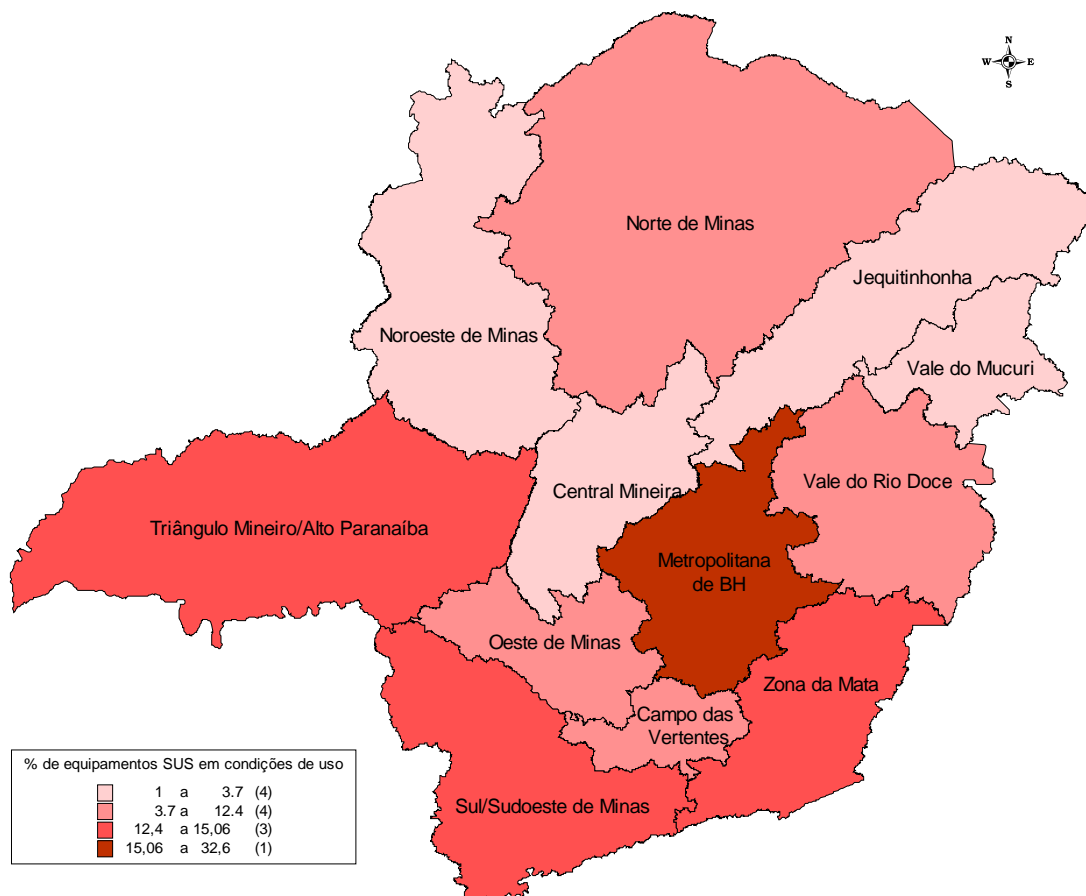 N
W E
S
Norte de Minas
Jequitinhonha
Noroeste de Minas
Vale do Mucuri
Central Mineira
Vale do Rio Doce
Triângulo Mineiro/Alto Paranaíba
Metropolitana
de BH
Oeste de Minas
Zona da Mata
Campo das
Vertentes
Sul/Sudoeste de Minas
% de equipamentos SUS em condições de uso
1 a 3.7 (4)
3.7 a 12.4 (4)
12,4 a 15,06 (3)
15,06 a 32,6 (1)